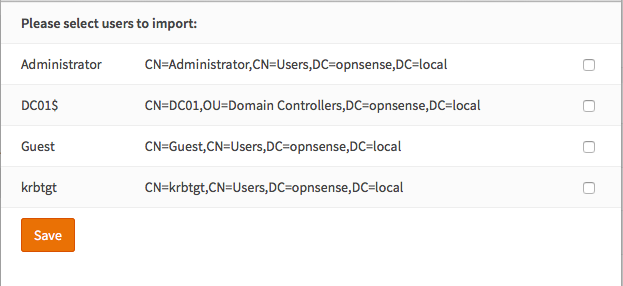 Please select users to import:
Administrator CN=Administrator,CN=Users,DC=opnsense,DC=local
DC01$ CN=DC01,OU=Domain Controllers,DC=opnsense,DC=local
Guest CN=Guest,CN=Users,DC=opnsense,DC=local
krbtgt CN=krbtgt,CN=Users,DC=opnsense,DC=local
Save